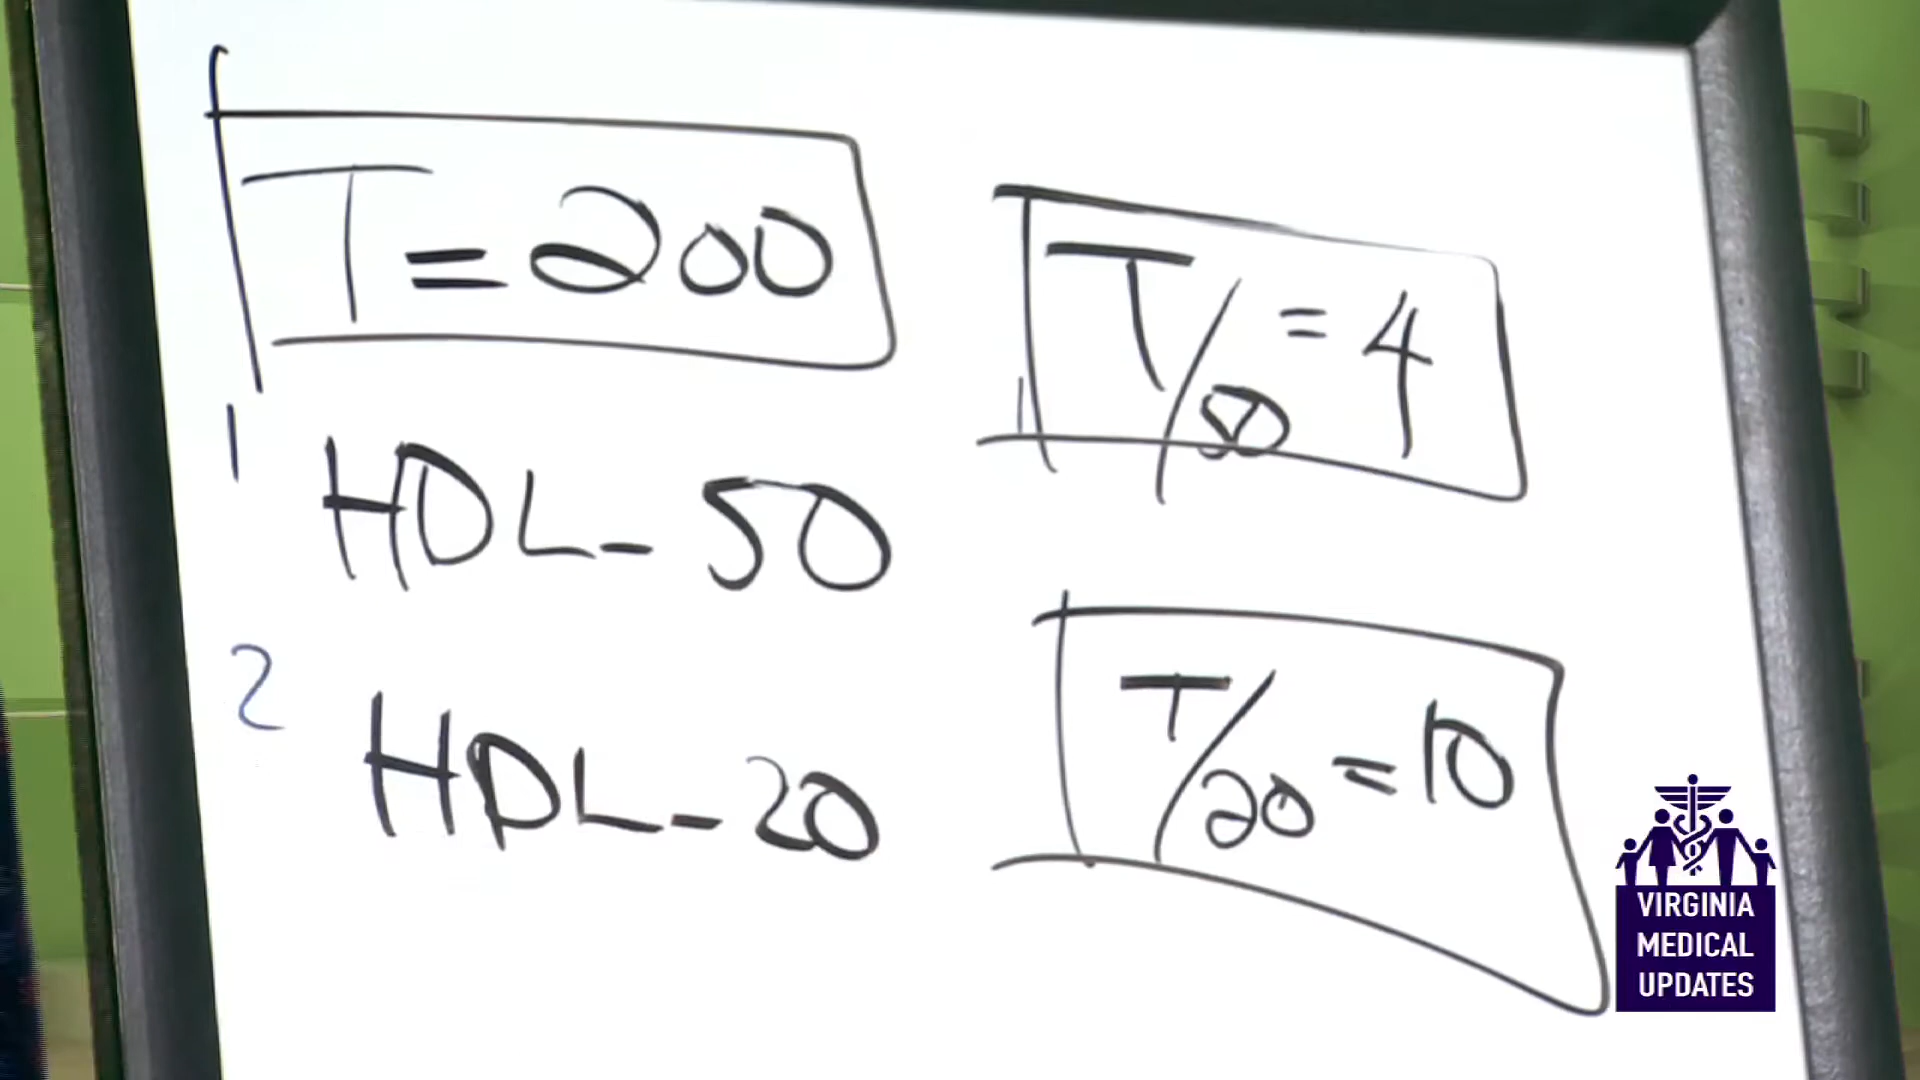 T = 200
1
HDL - 50
2
HDL - 20
T/50 = 4
T/20 = 10
VIRGINIA
MEDICAL
UPDATES